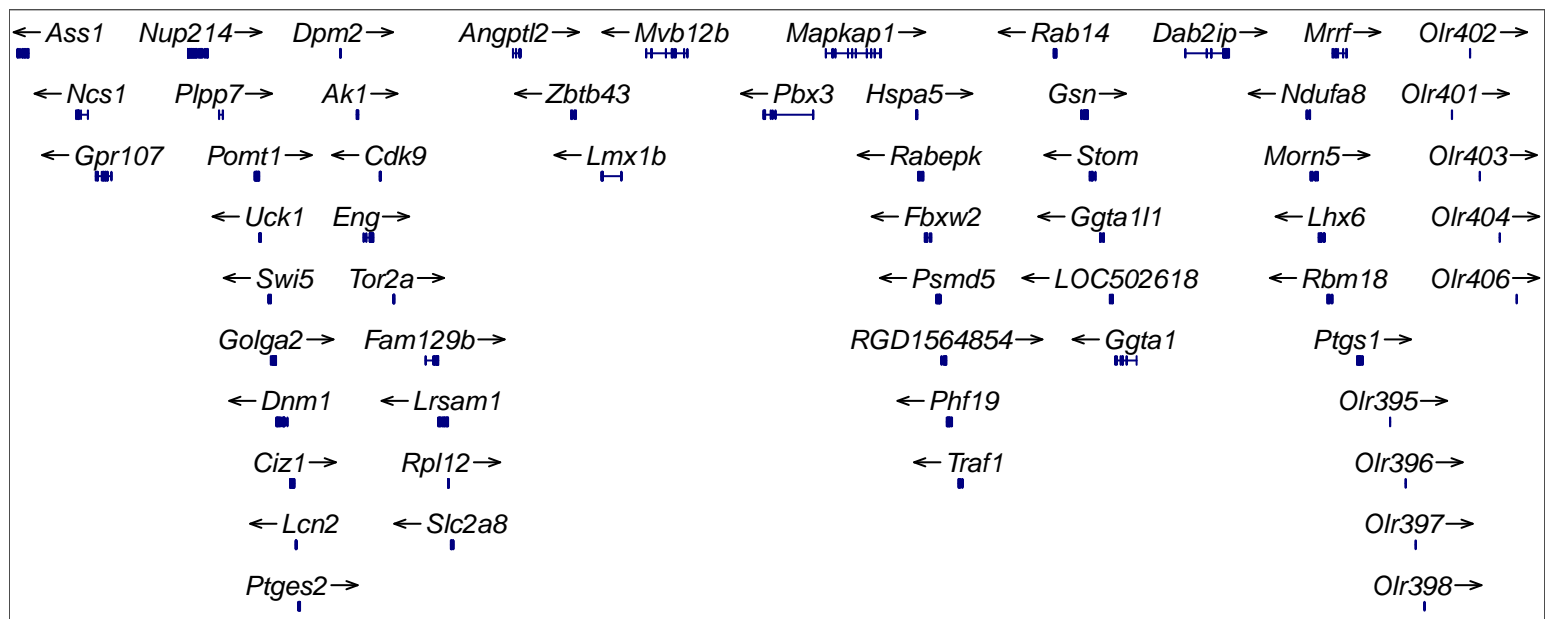 ←Ass1 Nup214→ Dpm2→ Angptl2→ ←Mvb12b Mapkap1→ ←Rab14 Dab2ip→ Mrrf→ Olr402→
←Ncs1 Plpp7→ Ak1→ ←Zbtb43 ←Pbx3 Hspa5→ Gsn→ ←Ndufa8 Olr401→
←Gpr107 Pomt1→ ←Cdk9 ←Lmx1b ←Rabepk ←Stom Morn5→ Olr403→
←Uck1 Eng→ ←Fbxw2 ←Ggta1l1 ←Lhx6 Olr404→
←Swi5 Tor2a→ ←Psmd5 ←LOC502618 ←Rbm18 Olr406→
Golga2→ Fam129b→ RGD1564854→ ←Ggta1 Ptgs1→
←Dnm1 ←Lrsam1 ←Phf19 Olr395→
Ciz1→ Rpl12→ ←Traf1 Olr396→
←Lcn2 ←Slc2a8 Olr397→
Ptges2→ Olr398→